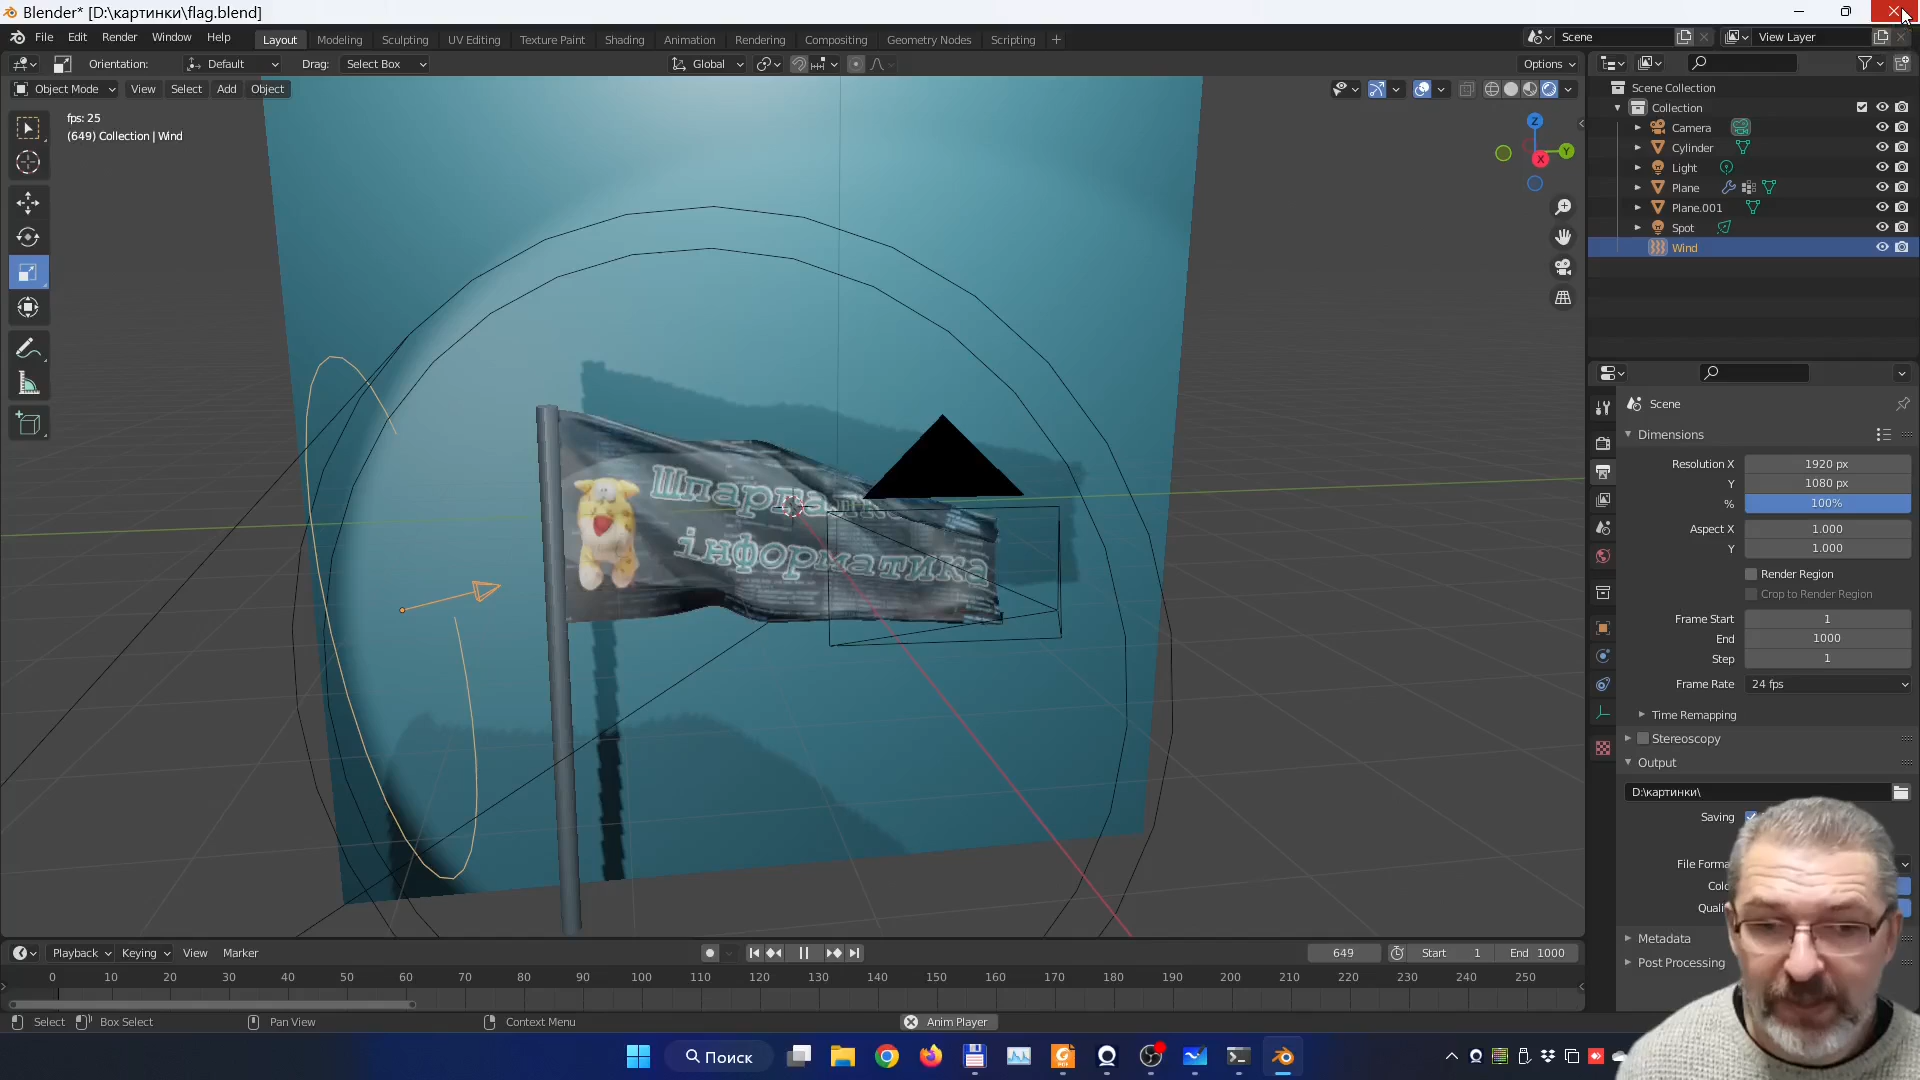 Blender* [D:\картинки\flag.blend]
File Edit Render Window Help
Layout Modeling Sculpting UV Editing Texture Paint Shading Animation Rendering Compositing Geometry Nodes Scripting +
Scene
View Layer
Orientation: Default Drag: Select Box
Global
Options
Object Mode View Select Add Object
fps: 25
(649) Collection | Wind
Z
Y
X
Scene Collection
Collection
Camera
Cylinder
Light
Plane
Plane.001
Spot
Wind
Scene
Dimensions
Resolution X 1920 px
Y 1080 px
% 100%
Aspect X 1.000
Y 1.000
Render Region
Crop to Render Region
Frame Start 1
End 1000
Step 1
Frame Rate 24 fps
Time Remapping
Stereoscopy
Output
D:\картинки\
Saving
File Forma
Colo
Quali
Metadata
Post Processing
інформатика
Playback Keying View Marker
649 Start 1 End 1000
0 10 20 30 40 50 60 70 80 90 100 110 120 130 140 150 160 170 180 190 200 210 220 230 240 250
Select Box Select Pan View Context Menu Anim Player
Поиск